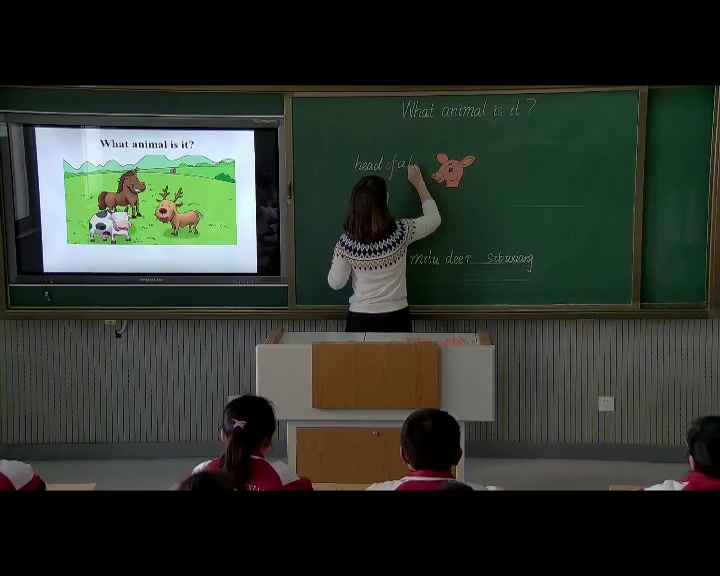 What animal is it?
What animal is it?
head of a h
milu deer sibuxiang